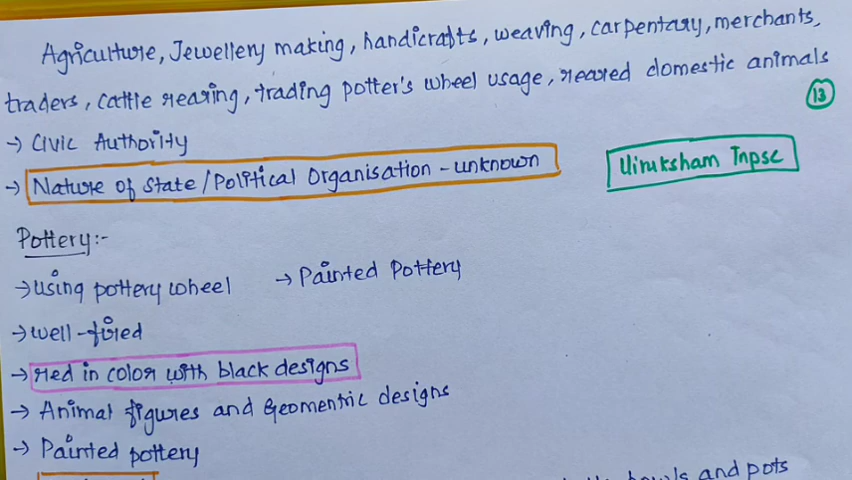 Agriculture, Jewellery making, handicrafts, weaving, carpentary, merchants,
traders, cattle rearing, trading potter's wheel usage, reared domestic animals
13
→ Civic Authority
→ Nature of State/Political Organisation - unknown
Viruksham Tnpsc
Pottery:-
→ using pottery wheel → Painted Pottery
→ well-fired
→ red in color with black designs
→ Animal figures and Geomentric designs
→ Painted pottery
bowls and pots